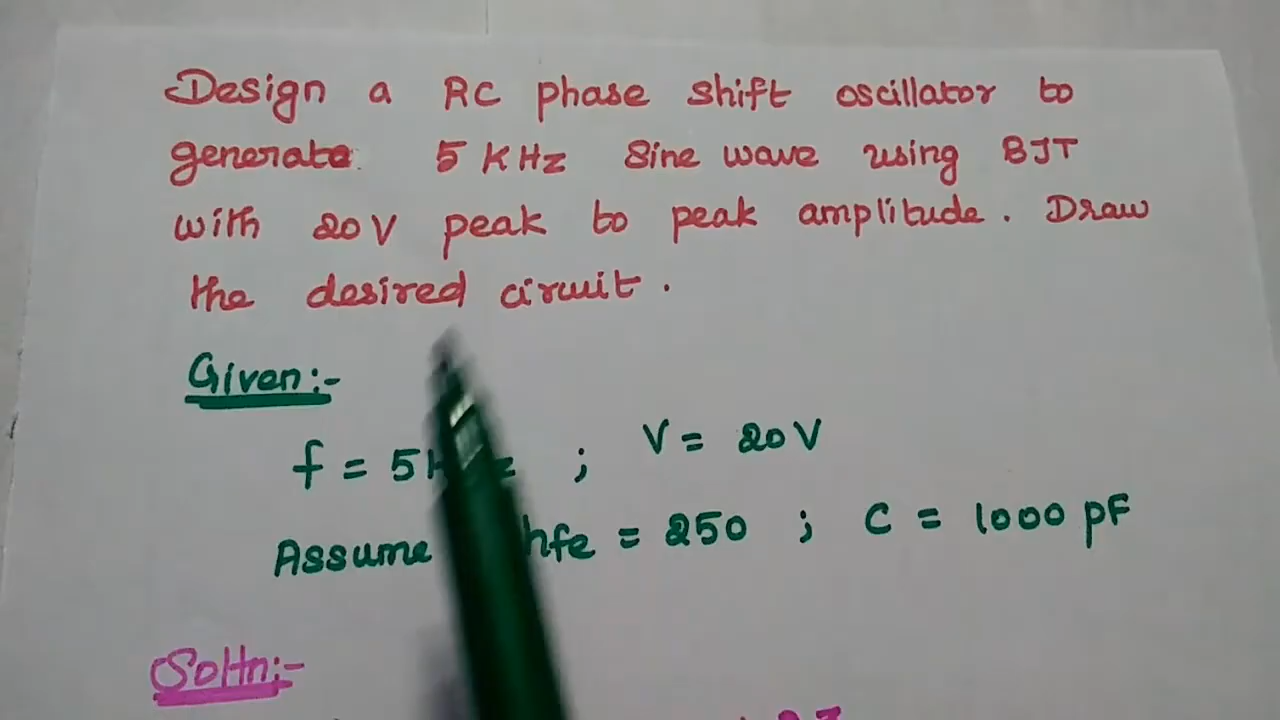 Design a RC phase shift oscillator to
generate 5 KHz Sine wave using BJT
with 20V peak to peak amplitude. Draw
the desired circuit.
Given:-
f = 5 ; V = 20V
Assume hfe = 250 ; C = 1000 pF
Soltn:-